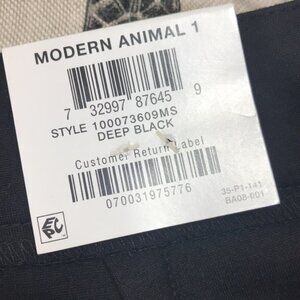 MODERN ANIMAL 1
7 32997 87645 9
STYLE 100073609MS
DEEP BLACK
Customer Return Label
070031975776
35-P1-141
BA08-001
EPC